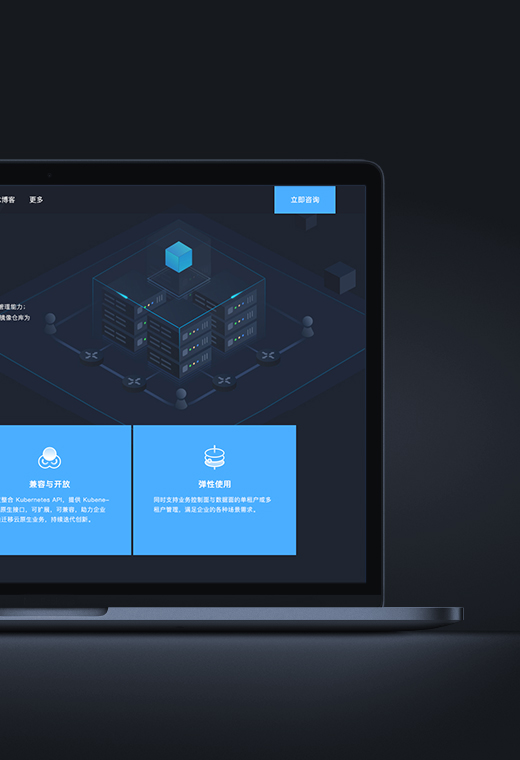 博客
更多
立即咨询
管理能力；
镜像仓库为
兼容与开放
整合 Kubernetes API，提供 Kubene-
原生接口，可扩展，可兼容，助力企业
迁移云原生业务，持续迭代创新。
弹性使用
同时支持业务控制面与数据面的单租户或多
租户管理，满足企业的各种场景需求。